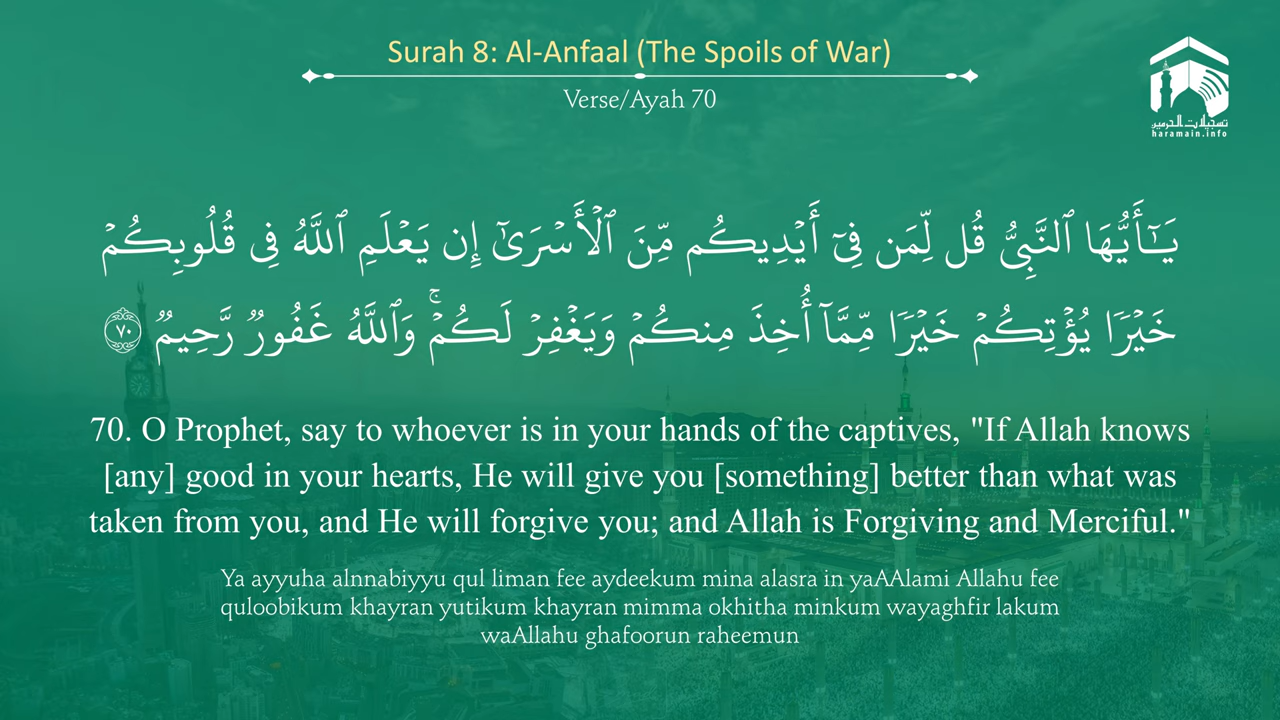 Surah 8: Al-Anfaal (The Spoils of War)
Verse/Ayah 70
تسجيلات الحرمين
haramain.info
يَـٰٓأَيُّهَا ٱلنَّبِىُّ قُل لِّمَن فِىٓ أَيْدِيكُم مِّنَ ٱلْأَسْرَىٰٓ إِن يَعْلَمِ ٱللَّهُ فِى قُلُوبِكُمْ
خَيْرًا يُؤْتِكُمْ خَيْرًا مِّمَّآ أُخِذَ مِنكُمْ وَيَغْفِرْ لَكُمْ ۚ وَٱللَّهُ غَفُورٌ رَّحِيمٌ ٧٠
70. O Prophet, say to whoever is in your hands of the captives, "If Allah knows
[any] good in your hearts, He will give you [something] better than what was
taken from you, and He will forgive you; and Allah is Forgiving and Merciful."
Ya ayyuha alnnabiyyu qul liman fee aydeekum mina alasra in yaAAlami Allahu fee
quloobikum khayran yutikum khayran mimma okhitha minkum wayaghfir lakum
waAllahu ghafoorun raheemun